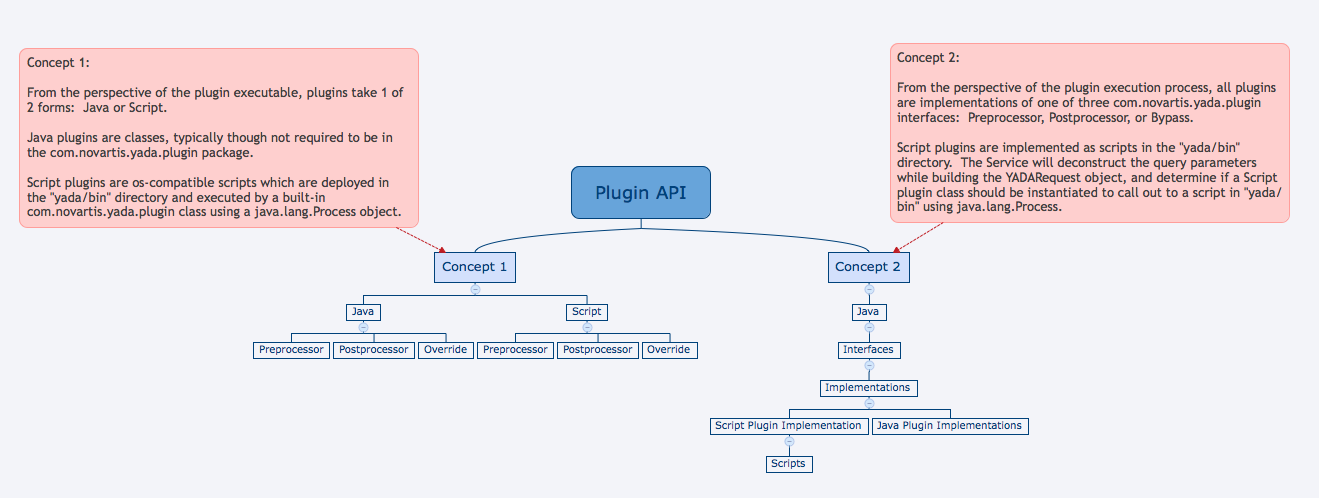 Concept 1:
From the perspective of the plugin executable, plugins take 1 of
2 forms:  Java or Script.
Java plugins are classes, typically though not required to be in
the com.novartis.yada.plugin package.
Script plugins are os-compatible scripts which are deployed in
the "yada/bin" directory and executed by a built-in
com.novartis.yada.plugin class using a java.lang.Process object.
Concept 2:
From the perspective of the plugin execution process, all plugins
are implementations of one of three com.novartis.yada.plugin
interfaces:  Preprocessor, Postprocessor, or Bypass.
Script plugins are implemented as scripts in the "yada/bin"
directory.  The Service will deconstruct the query parameters
while building the YADARequest object, and determine if a Script
plugin class should be instantiated to call out to a script in "yada/
bin" using java.lang.Process.
Plugin API
Concept 1
Java
Script
Preprocessor
Postprocessor
Override
Preprocessor
Postprocessor
Override
Concept 2
Java
Interfaces
Implementations
Script Plugin Implementation
Java Plugin Implementations
Scripts